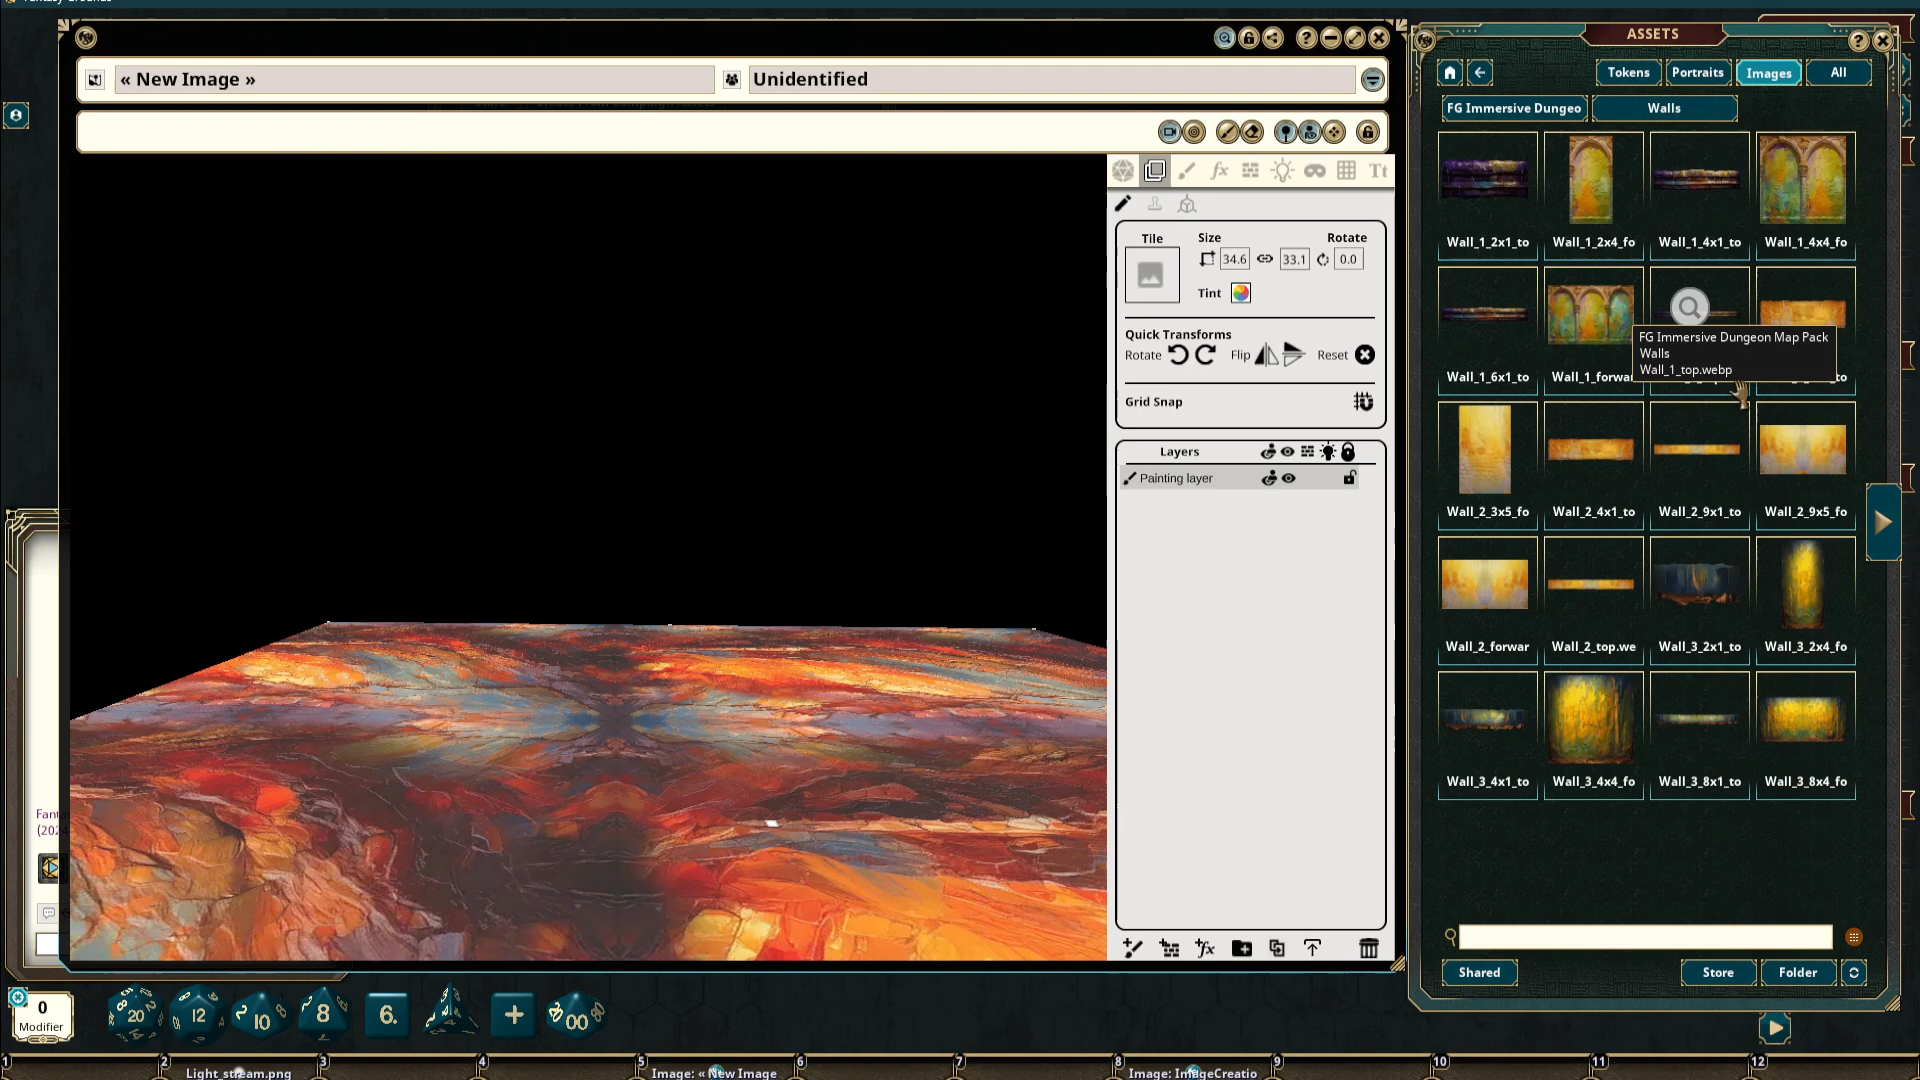 ASSETS
« New Image »
Unidentified
Tokens
Portraits
Images
All
FG Immersive Dungeo
Walls
Tt
Tile
Size
Rotate
34.6
33.1
0.0
Tint
Quick Transforms
Rotate
Flip
Reset
Grid Snap
Layers
Painting layer
Wall_1_2x1_to
Wall_1_2x4_fo
Wall_1_4x1_to
Wall_1_4x4_fo
Wall_1_6x1_to
Wall_1_forwa
FG Immersive Dungeon Map Pack
Walls
Wall_1_top.webp
Wall_2_3x5_fo
Wall_2_4x1_to
Wall_2_9x1_to
Wall_2_9x5_fo
Wall_2_forwar
Wall_2_top.we
Wall_3_2x1_to
Wall_3_2x4_fo
Wall_3_4x1_to
Wall_3_4x4_fo
Wall_3_8x1_to
Wall_3_8x4_fo
Shared
Store
Folder
Fant
(202
0
Modifier
20
12
10
8
6.
00
1
2
3
4
5
6
7
8
9
10
11
12
Light_stream.png
Image: « New Image
Image: ImageCreatio